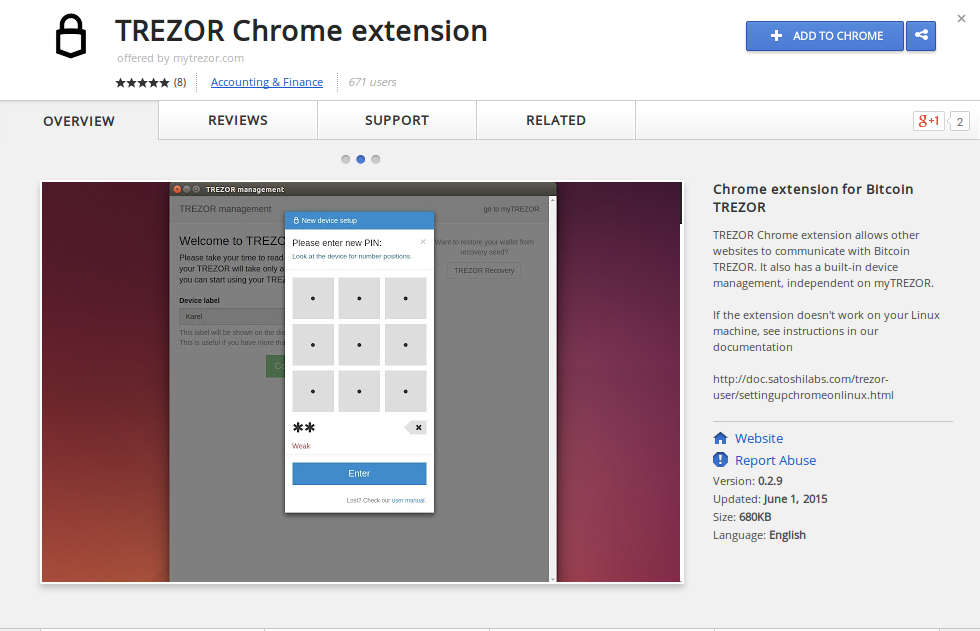 TREZOR Chrome extension
offered by mytrezor.com
(8)
Accounting & Finance
671 users
ADD TO CHROME
OVERVIEW
REVIEWS
SUPPORT
RELATED
g+1
2
TREZOR management
TREZOR management
go to myTREZOR
Welcome to TREZO
Please take your time to read
your TREZOR will take only a
you can start using your TREZ
Device label
Karel
This label will be shown on the dis
This is useful if you have more tha
Co
Want to restore your wallet from
recovery seed?
TREZOR Recovery
New device setup
Please enter new PIN:
Look at the device for number positions.
**
Weak
Enter
Lost? Check our user manual.
Chrome extension for Bitcoin
TREZOR
TREZOR Chrome extension allows other
websites to communicate with Bitcoin
TREZOR. It also has a built-in device
management, independent on myTREZOR.
If the extension doesn't work on your Linux
machine, see instructions in our
documentation
http://doc.satoshilabs.com/trezor-
user/settingupchromeonlinux.html
Website
Report Abuse
Version: 0.2.9
Updated: June 1, 2015
Size: 680KB
Language: English